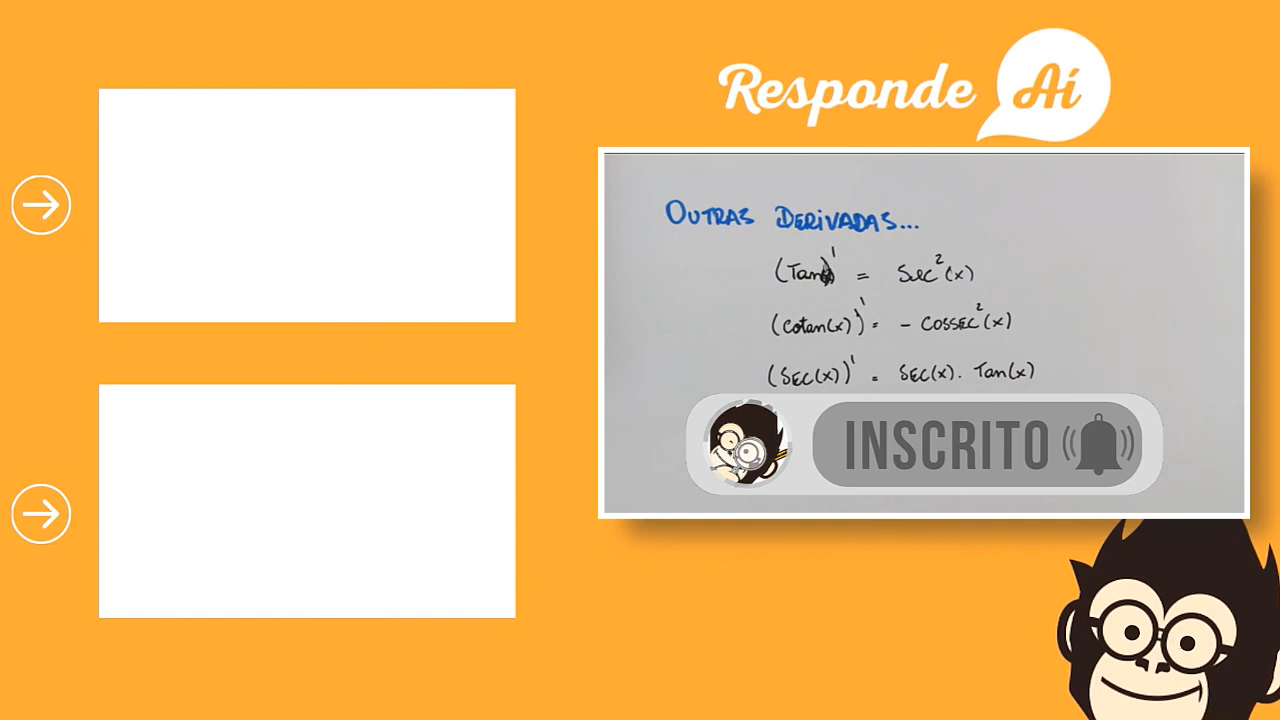 Responde Aí
OUTRAS DERIVADAS...
(Tan)' = Sec²(x)
(cotan(x))' = - COSSEC²(x)
(SEC(x))' = SEC(x). Tan(x)
INSCRITO